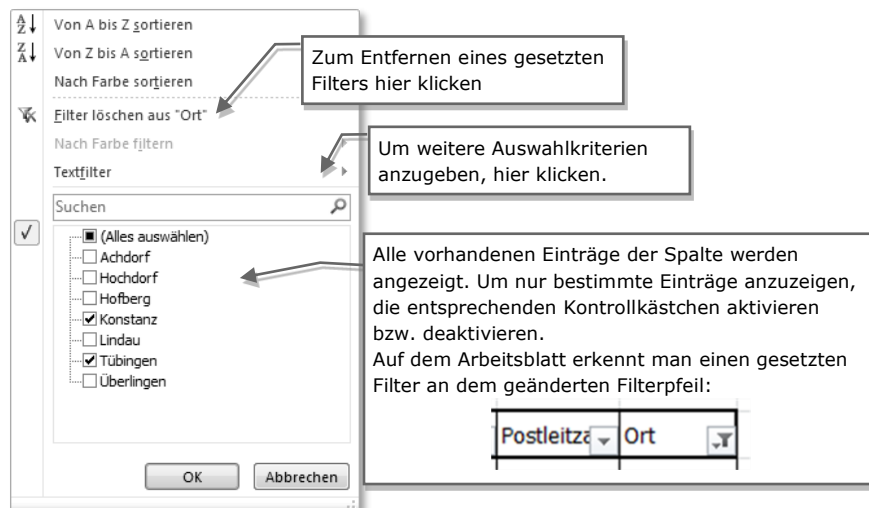 Von A bis Z sortieren
Von Z bis A sortieren
Nach Farbe sortieren
Filter löschen aus "Ort"
Nach Farbe filtern
Textfilter
Suchen
(Alles auswählen)
Achdorf
Hochdorf
Hofberg
Konstanz
Lindau
Tübingen
Überlingen
OK Abbrechen
Zum Entfernen eines gesetzten
Filters hier klicken
Um weitere Auswahlkriterien
anzugeben, hier klicken.
Alle vorhandenen Einträge der Spalte werden
angezeigt. Um nur bestimmte Einträge anzuzeigen,
die entsprechenden Kontrollkästchen aktivieren
bzw. deaktivieren.
Auf dem Arbeitsblatt erkennt man einen gesetzten
Filter an dem geänderten Filterpfeil:
Postleitza Ort